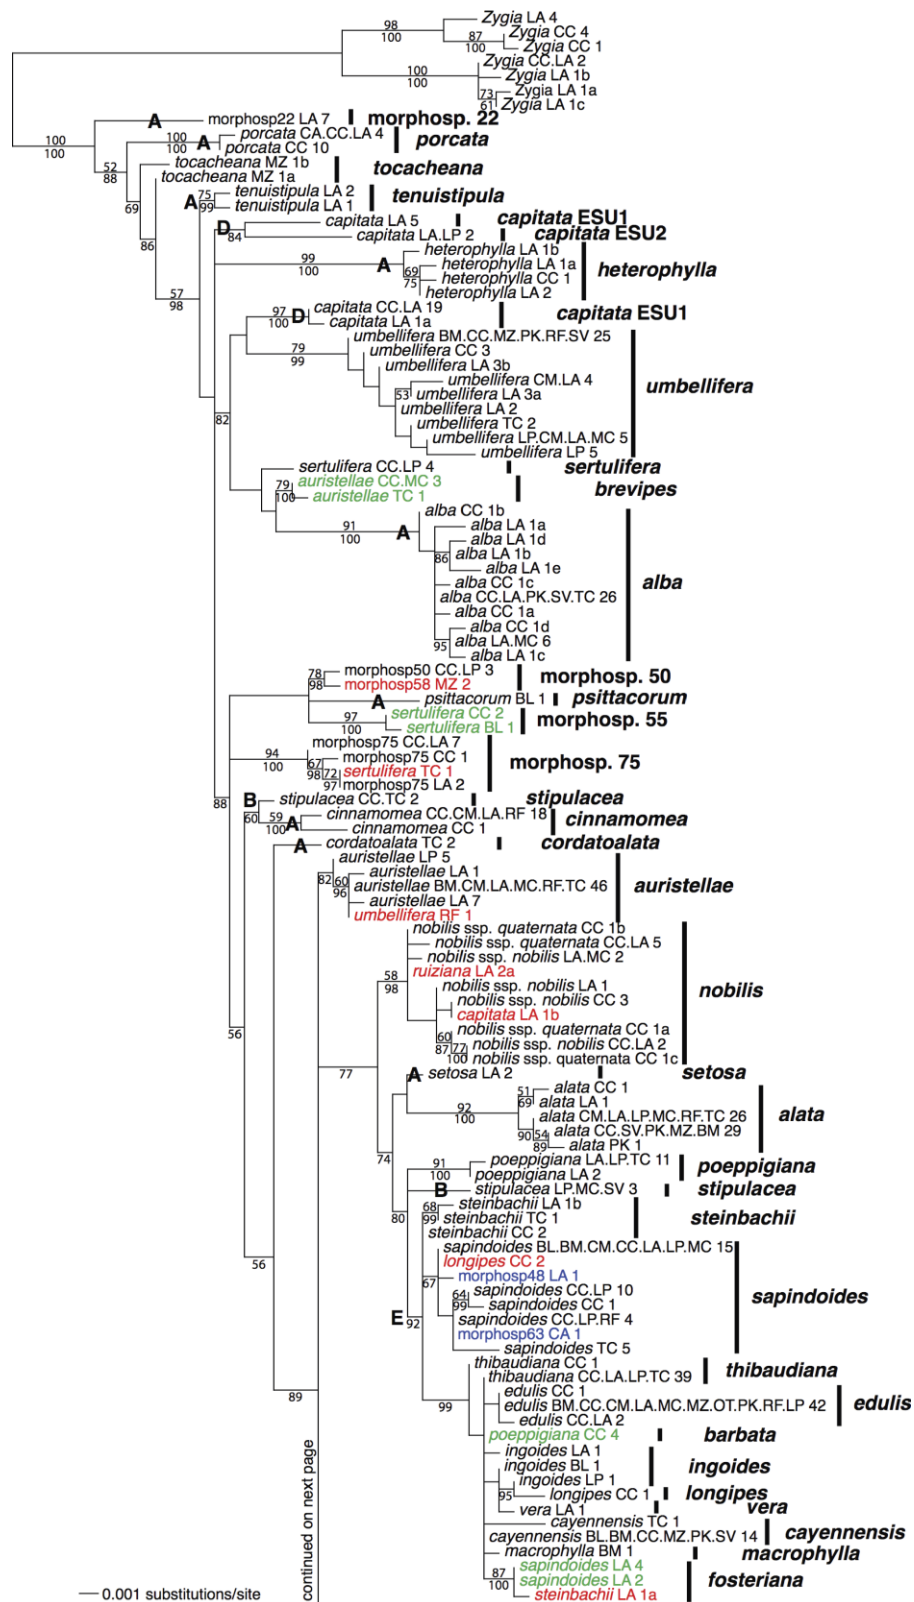 Zygia LA 4
98
100
Zygia CC 4
87
100
Zygia CC 1
Zygia CC.LA 2
100
100
Zygia LA 1b
Zygia LA 1a
73
61
Zygia LA 1c
A
morphosp22 LA 7
morphosp. 22
100
100
100
100
A
porcata CA.CC.LA 4
porcata CC 10
porcata
52
88
tocacheana MZ 1b
tocacheana MZ 1a
tocacheana
69
A
75
99
tenuistipula LA 2
tenuistipula LA 1
tenuistipula
86
D
84
capitata LA 5
capitata ESU1
capitata LA.LP 2
capitata ESU2
99
100
A
heterophylla LA 1b
69
75
heterophylla LA 1a
heterophylla CC 1
heterophylla LA 2
heterophylla
57
98
97
100
D
capitata CC.LA 19
capitata LA 1a
capitata ESU1
79
99
umbellifera BM.CC.MZ.PK.RF.SV 25
umbellifera CC 3
umbellifera LA 3b
umbellifera CM.LA 4
53
umbellifera LA 3a
umbellifera LA 2
umbellifera TC 2
umbellifera LP.CM.LA.MC 5
umbellifera LP 5
umbellifera
82
sertulifera CC.LP 4
sertulifera
79
100
auristellae CC.MC 3
auristellae TC 1
brevipes
91
100
A
alba CC 1b
alba LA 1a
alba LA 1d
86
alba LA 1b
alba LA 1e
alba CC 1c
alba CC.LA.PK.SV.TC 26
alba CC 1a
alba CC 1d
95
alba LA.MC 6
alba LA 1c
alba
78
98
morphosp50 CC.LP 3
morphosp58 MZ 2
morphosp. 50
A
psittacorum BL 1
psittacorum
97
100
sertulifera CC 2
sertulifera BL 1
morphosp. 55
94
100
morphosp75 CC.LA 7
67
98
morphosp75 CC 1
72
97
sertulifera TC 1
morphosp75 LA 2
morphosp. 75
88
B
60
stipulacea CC.TC 2
stipulacea
59
100
A
cinnamomea CC.CM.LA.RF 18
cinnamomea CC 1
cinnamomea
A
cordatoalata TC 2
cordatoalata
auristellae LP 5
82
60
96
auristellae LA 1
auristellae BM.CM.LA.MC.RF.TC 46
auristellae LA 7
umbellifera RF 1
auristellae
nobilis ssp. quaternata CC 1b
nobilis ssp. quaternata CC.LA 5
nobilis ssp. nobilis LA.MC 2
58
98
ruiziana LA 2a
nobilis ssp. nobilis LA 1
nobilis ssp. nobilis CC 3
capitata LA 1b
nobilis ssp. quaternata CC 1a
60
87
nobilis ssp. nobilis CC.LA 2
77
100
nobilis ssp. quaternata CC 1c
nobilis
56
77
A
setosa LA 2
setosa
92
100
51
69
alata CC 1
alata LA 1
alata CM.LA.LP.MC.RF.TC 26
90
54
89
alata CC.SV.PK.MZ.BM 29
alata PK 1
alata
74
91
100
poeppigiana LA.LP.TC 11
poeppigiana LA 2
poeppigiana
B
stipulacea LP.MC.SV 3
stipulacea
80
68
99
steinbachii LA 1b
steinbachii TC 1
steinbachii CC 2
steinbachii
56
sapindoides BL.BM.CM.CC.LA.LP.MC 15
longipes CC 2
67
morphosp48 LA 1
64
99
sapindoides CC.LP 10
sapindoides CC 1
sapindoides CC.LP.RF 4
morphosp63 CA 1
sapindoides TC 5
sapindoides
E
92
thibaudiana CC 1
thibaudiana CC.LA.LP.TC 39
thibaudiana
89
99
edulis CC 1
edulis BM.CC.CM.LA.MC.MZ.OT.PK.RF.LP 42
edulis CC.LA 2
edulis
poeppigiana CC 4
barbata
ingoides LA 1
ingoides BL 1
ingoides LP 1
ingoides
95
longipes CC 1
longipes
vera LA 1
vera
cayennensis TC 1
cayennensis BL.BM.CC.MZ.PK.SV 14
cayennensis
macrophylla BM 1
macrophylla
87
100
sapindoides LA 4
sapindoides LA 2
steinbachii LA 1a
fosteriana
continued on next page
0.001 substitutions/site